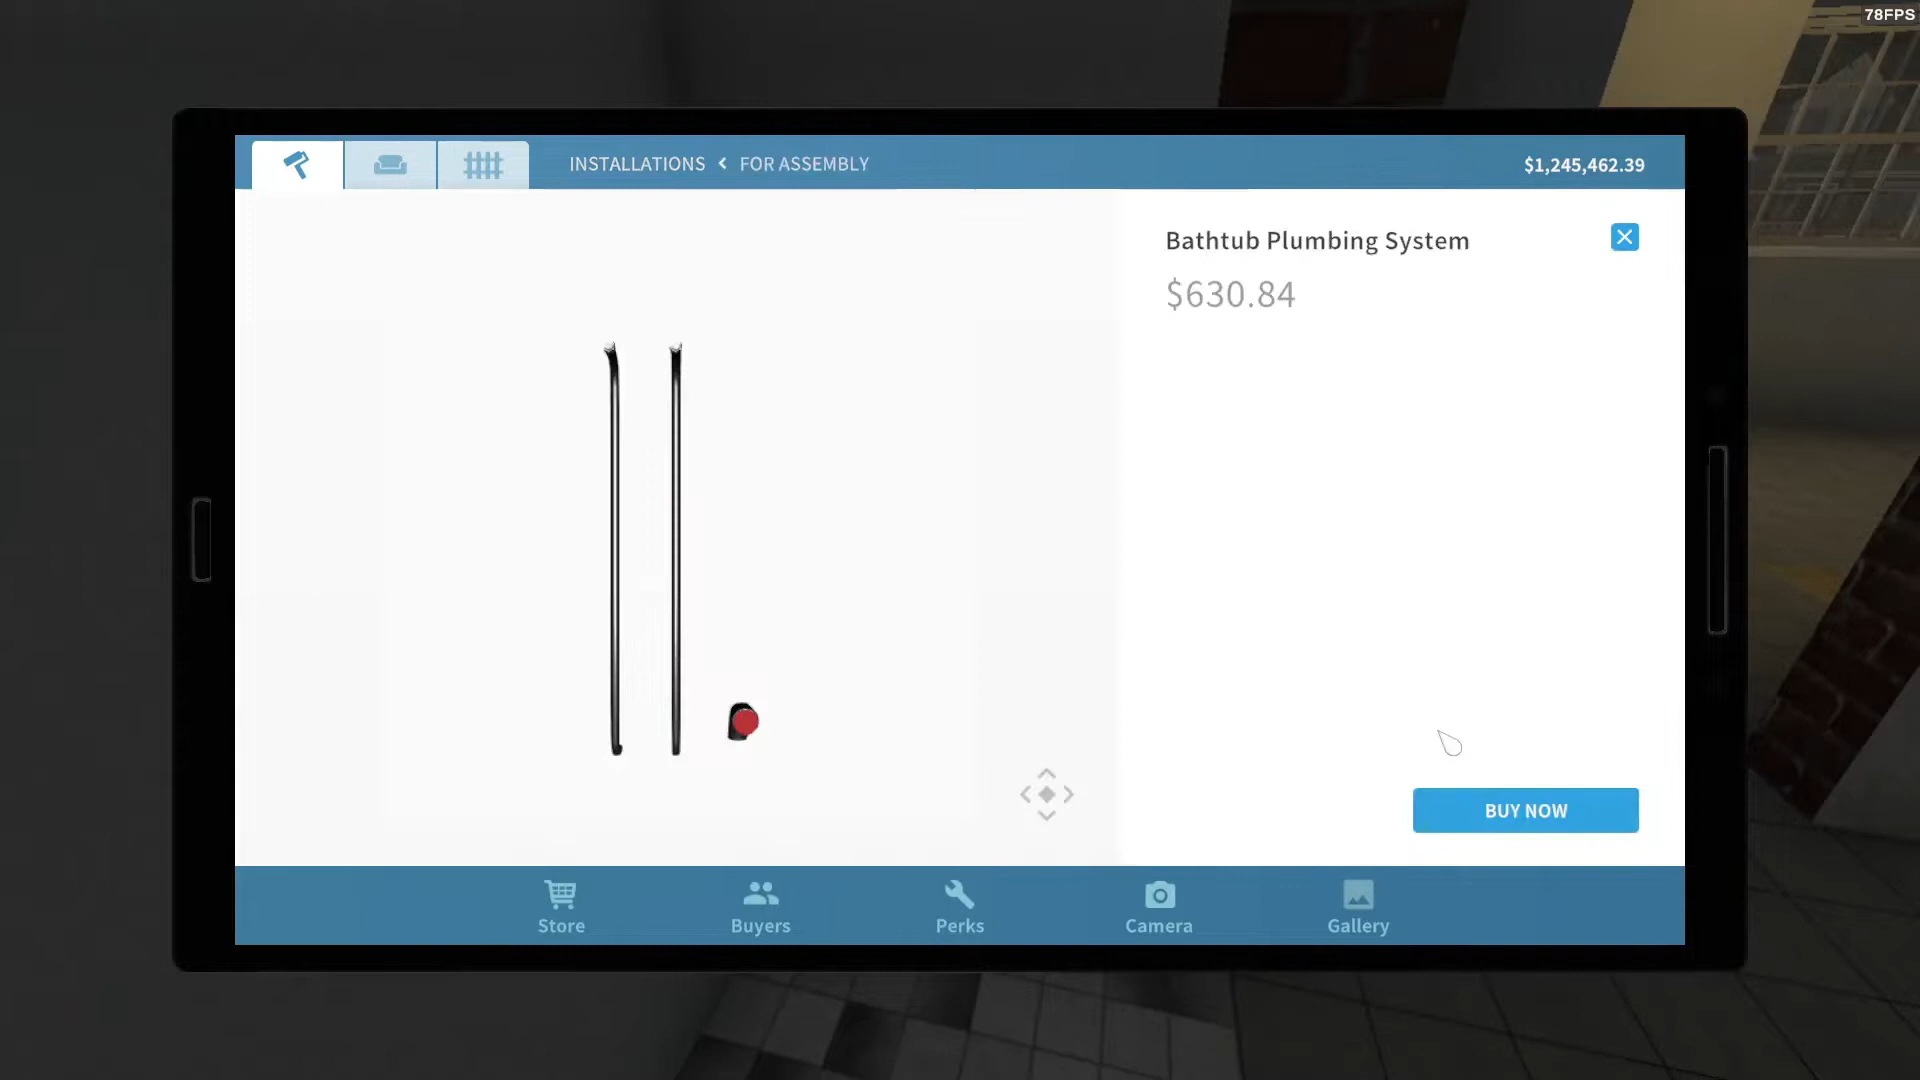 78FPS
INSTALLATIONS < FOR ASSEMBLY
$1,245,462.39
Bathtub Plumbing System
$630.84
BUY NOW
Store
Buyers
Perks
Camera
Gallery